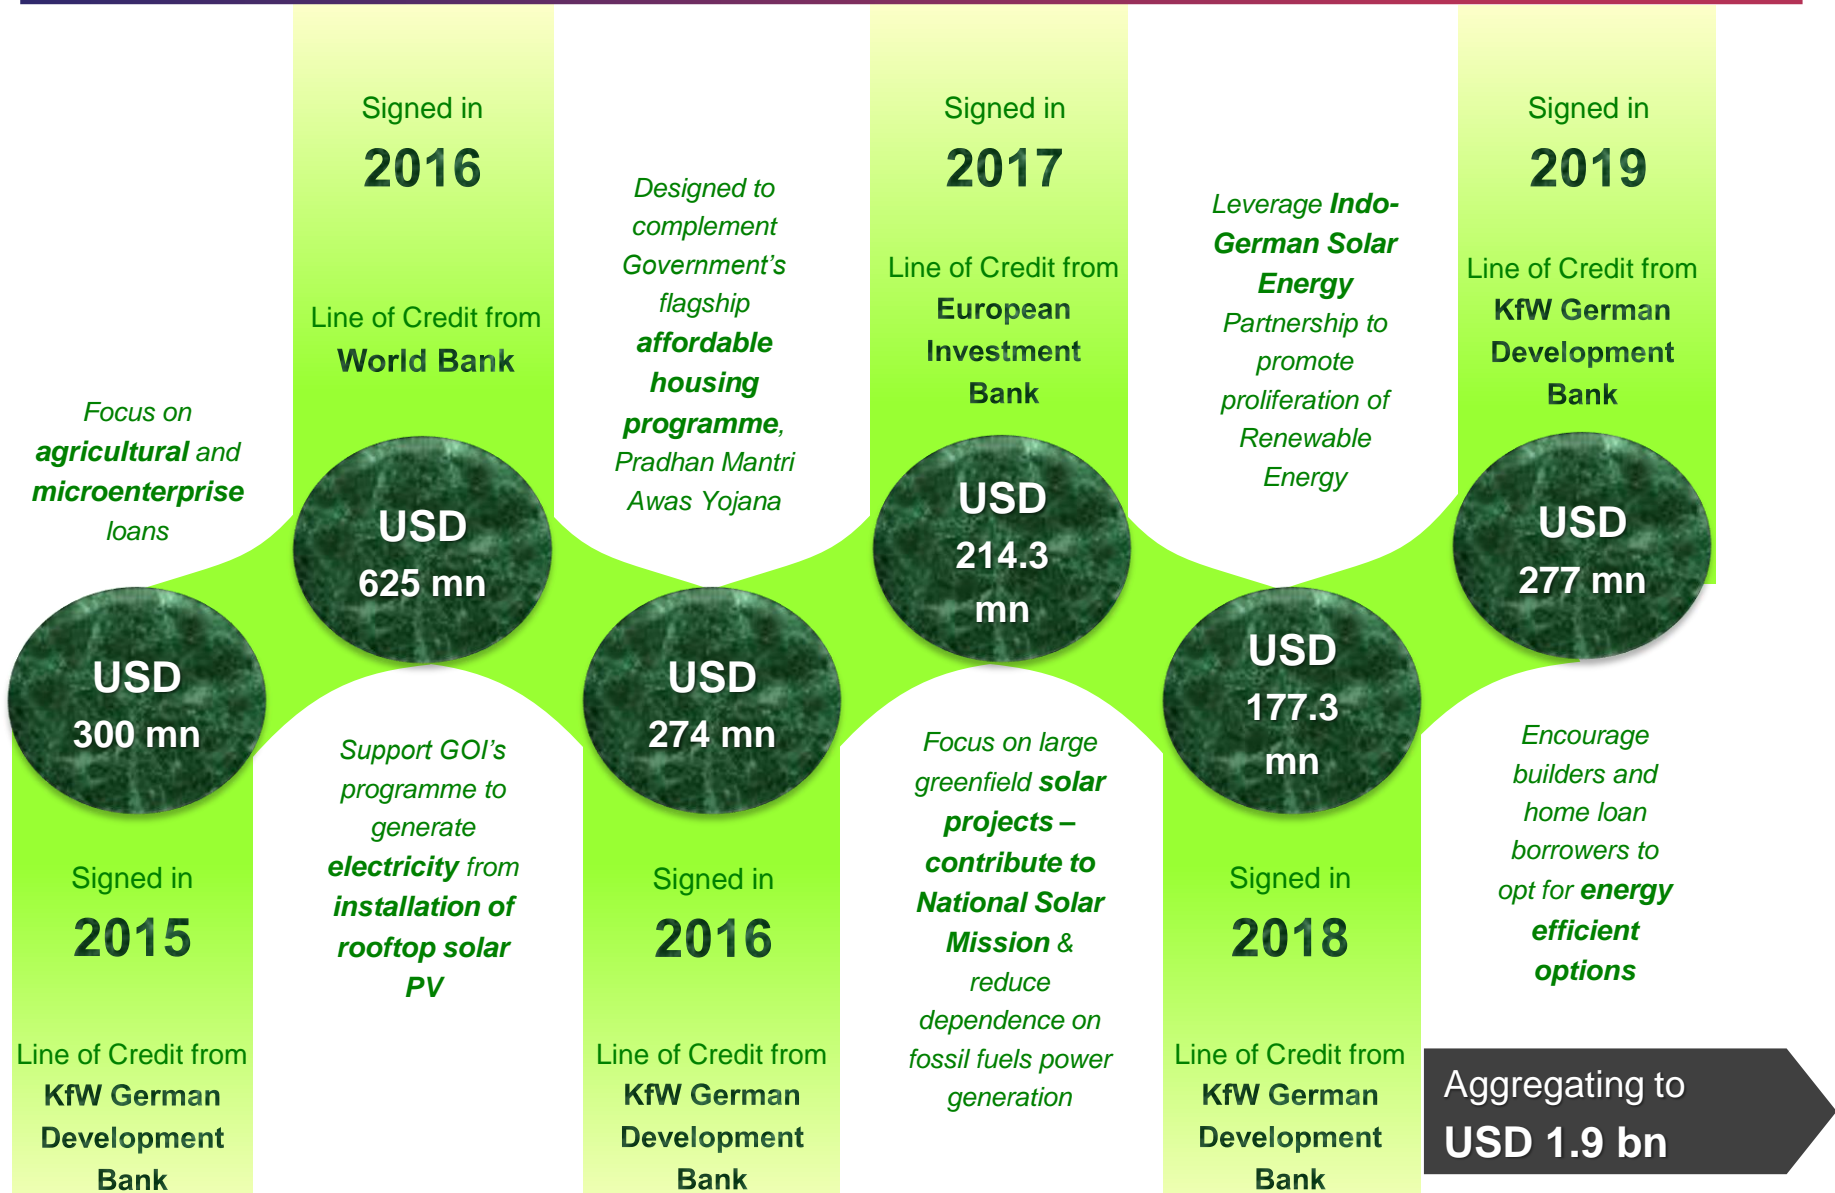 Focus on
agricultural and
microenterprise
loans
USD
300 mn
Signed in
2015
Line of Credit from
KfW German
Development
Bank
Signed in
2016
Line of Credit from
World Bank
USD
625 mn
Support GOI's
programme to
generate
electricity from
installation of
rooftop solar
PV
Designed to
complement
Government's
flagship
affordable
housing
programme,
Pradhan Mantri
Awas Yojana
USD
274 mn
Signed in
2016
Line of Credit from
KfW German
Development
Bank
Signed in
2017
Line of Credit from
European
Investment
Bank
USD
214.3
mn
Focus on large
greenfield solar
projects –
contribute to
National Solar
Mission &
reduce
dependence on
fossil fuels power
generation
Leverage Indo-
German Solar
Energy
Partnership to
promote
proliferation of
Renewable
Energy
USD
177.3
mn
Signed in
2018
Line of Credit from
KfW German
Development
Bank
Signed in
2019
Line of Credit from
KfW German
Development
Bank
USD
277 mn
Encourage
builders and
home loan
borrowers to
opt for energy
efficient
options
Aggregating to
USD 1.9 bn